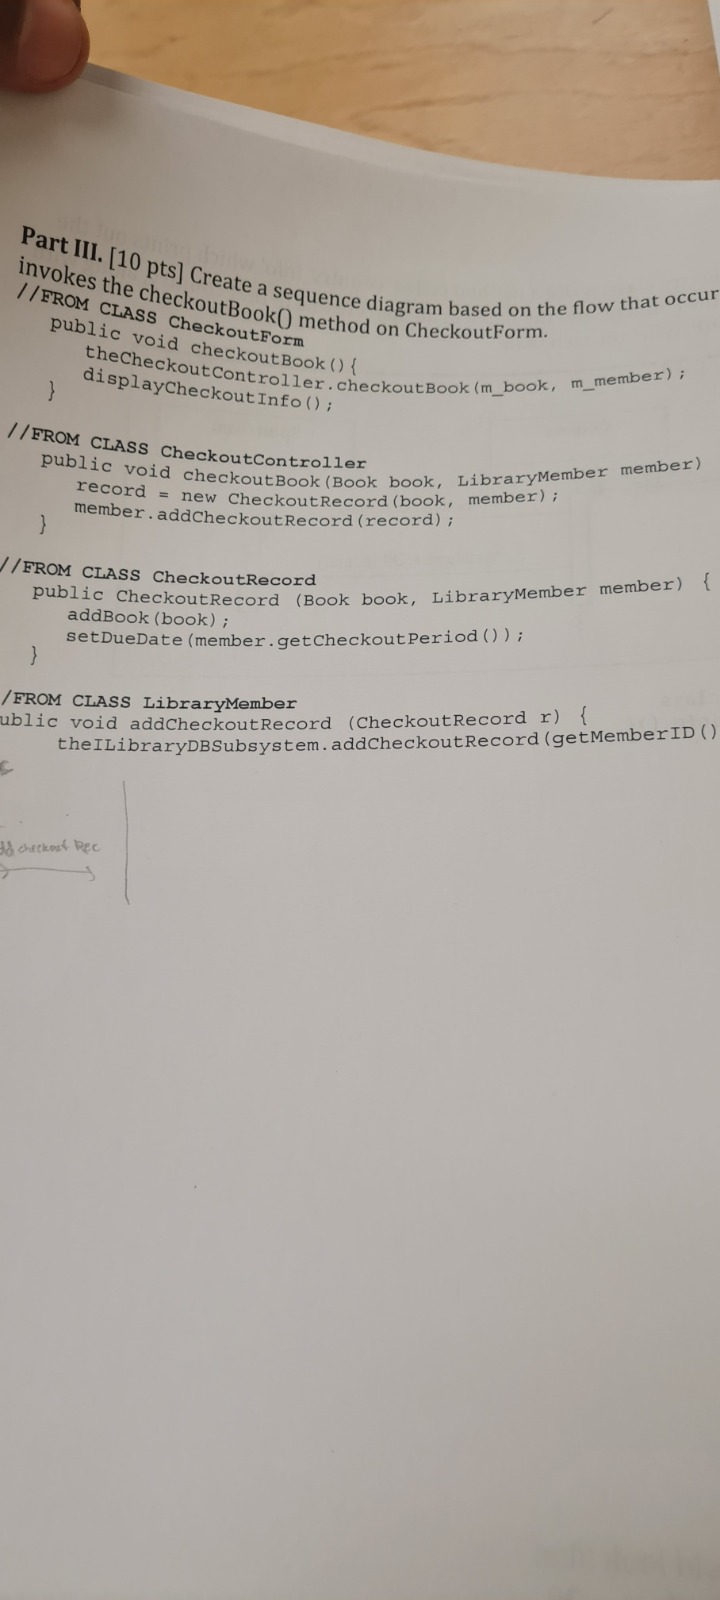 Part III. [10 pts] Create a sequence diagram based on the flow that occur
invokes the checkoutBook() method on CheckoutForm.
//FROM CLASS CheckoutForm
public void checkoutBook(){
theCheckoutController.checkoutBook(m_book, m_member);
displayCheckoutInfo();
}
//FROM CLASS CheckoutController
public void checkoutBook(Book book, LibraryMember member)
record = new CheckoutRecord(book, member);
member.addCheckoutRecord(record);
}
//FROM CLASS CheckoutRecord
public CheckoutRecord (Book book, LibraryMember member) {
addBook(book);
setDueDate(member.getCheckoutPeriod());
}
/FROM CLASS LibraryMember
ublic void addCheckoutRecord (CheckoutRecord r) {
theILibraryDBSubsystem.addCheckoutRecord(getMemberID()
dd checkout Rec